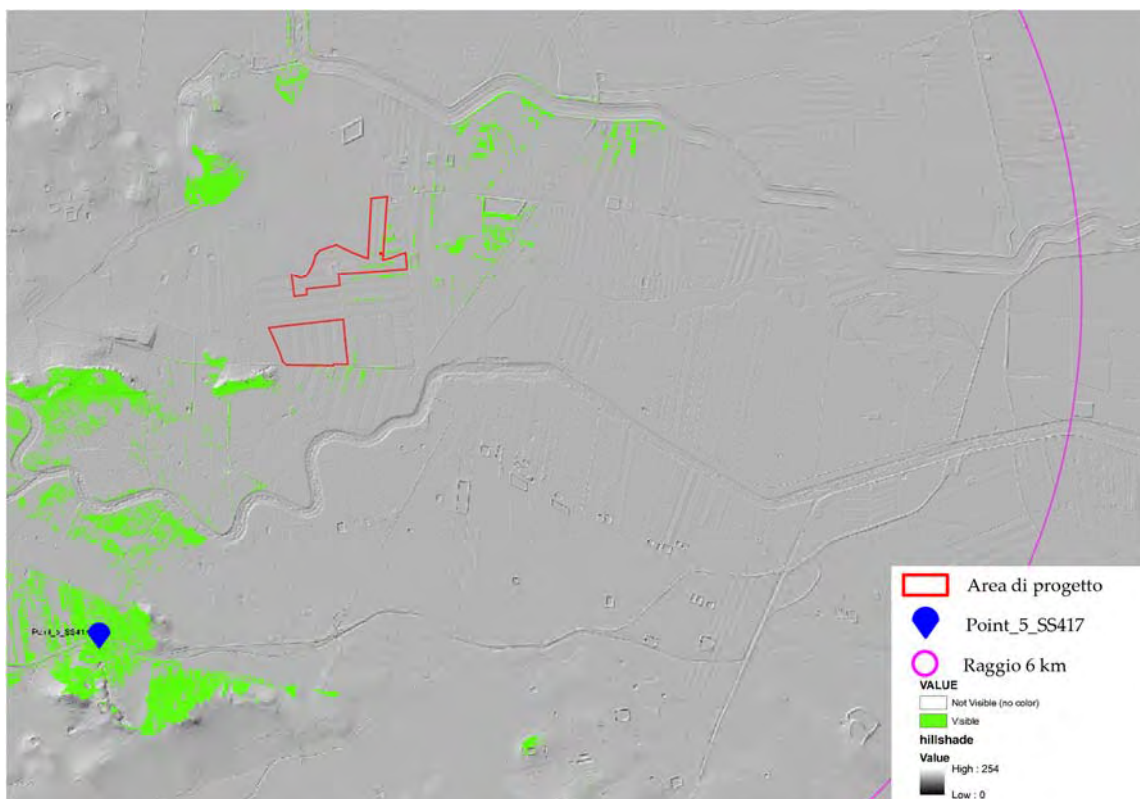 Point_5_SS417
Area di progetto
Point_5_SS417
Raggio 6 km
VALUE
Not Visible (no color)
Visible
hillshade
Value
High : 254
Low : 0